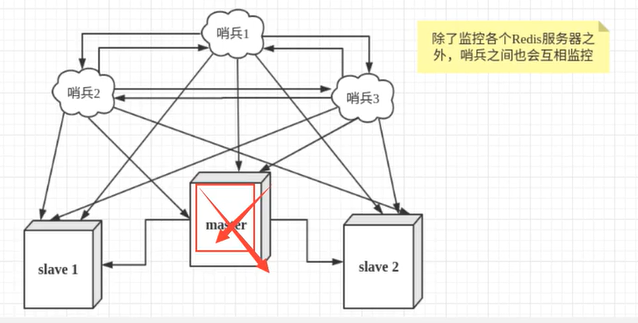 哨兵1
除了监控各个Redis服务器之
外，哨兵之间也会互相监控
哨兵2
哨兵3
master
slave 1
slave 2